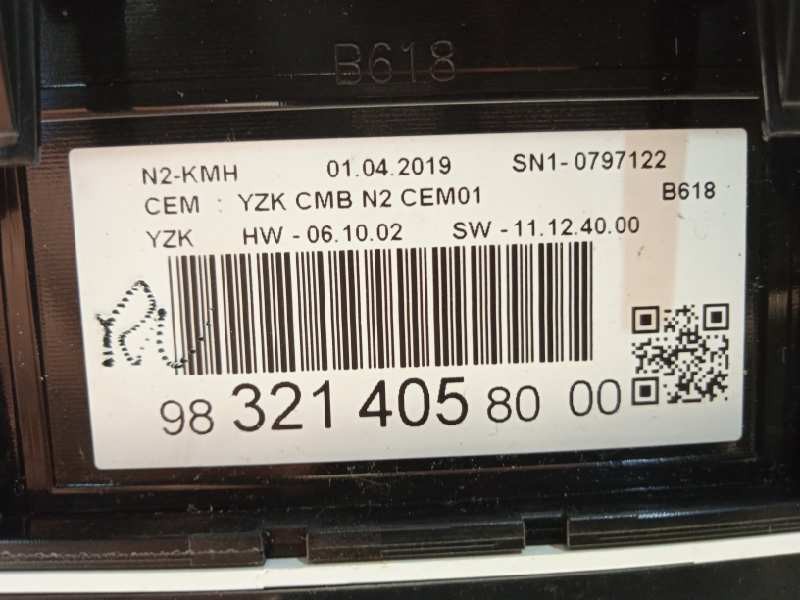 B618
N2-KMH 01.04.2019 SN1-0797122
CEM : YZK CMB N2 CEM01 B618
YZK HW - 06.10.02 SW - 11.12.40.00
98 321 405 80 00